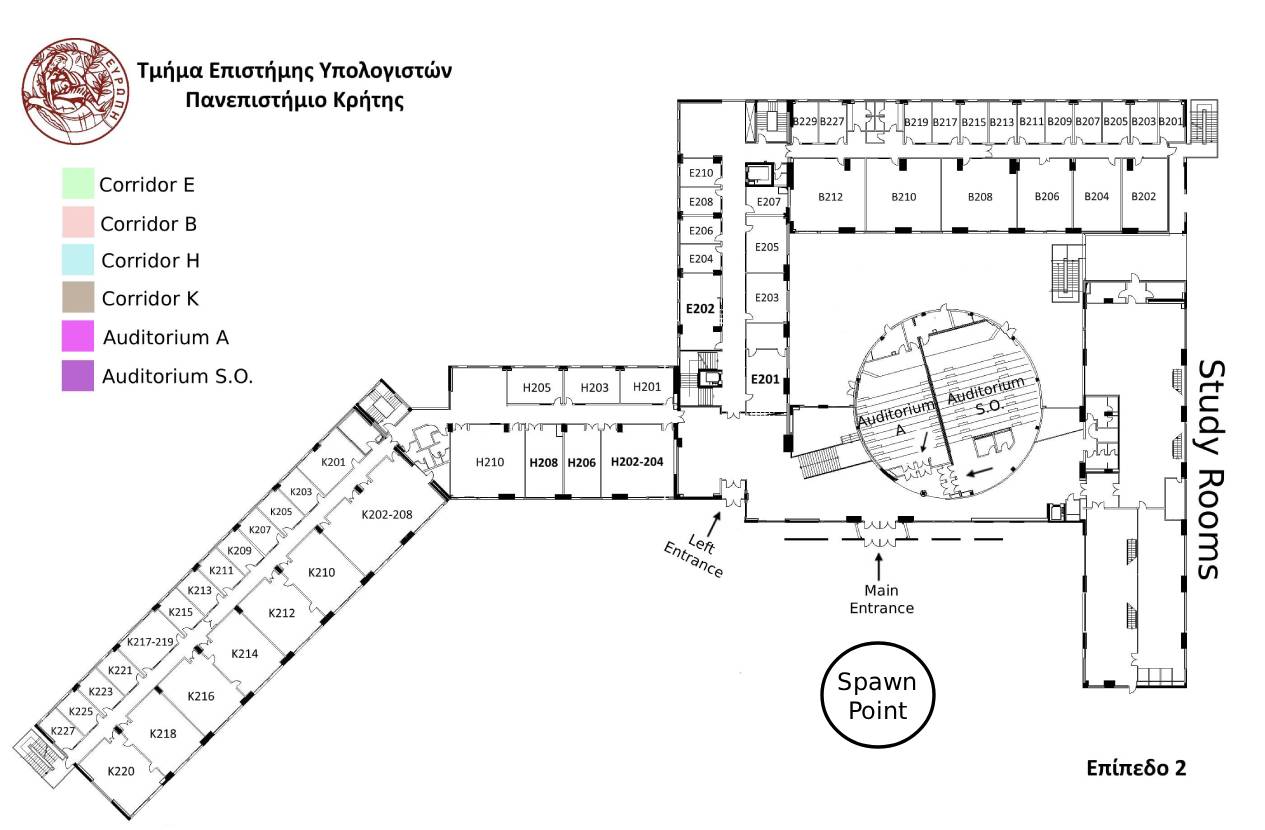 ΕΥΡΩΠΗ
Τμήμα Επιστήμης Υπολογιστών
Πανεπιστήμιο Κρήτης
Corridor E
Corridor B
Corridor H
Corridor K
Auditorium A
Auditorium S.O.
B229 B227 B219 B217 B215 B213 B211 B209 B207 B205 B203 B201
B212 B210 B208 B206 B204 B202
E210
E208
E206
E204
E202
E207
E205
E203
E201
H205 H203 H201
H210 H208 H206 H202-204
Auditorium
A
Auditorium
S.O.
Study Rooms
K201
K203
K205
K207
K209
K211
K213
K215
K217-219
K221
K223
K225
K227
K202-208
K210
K212
K214
K216
K218
K220
Left
Entrance
Main
Entrance
Spawn
Point
Επίπεδο 2